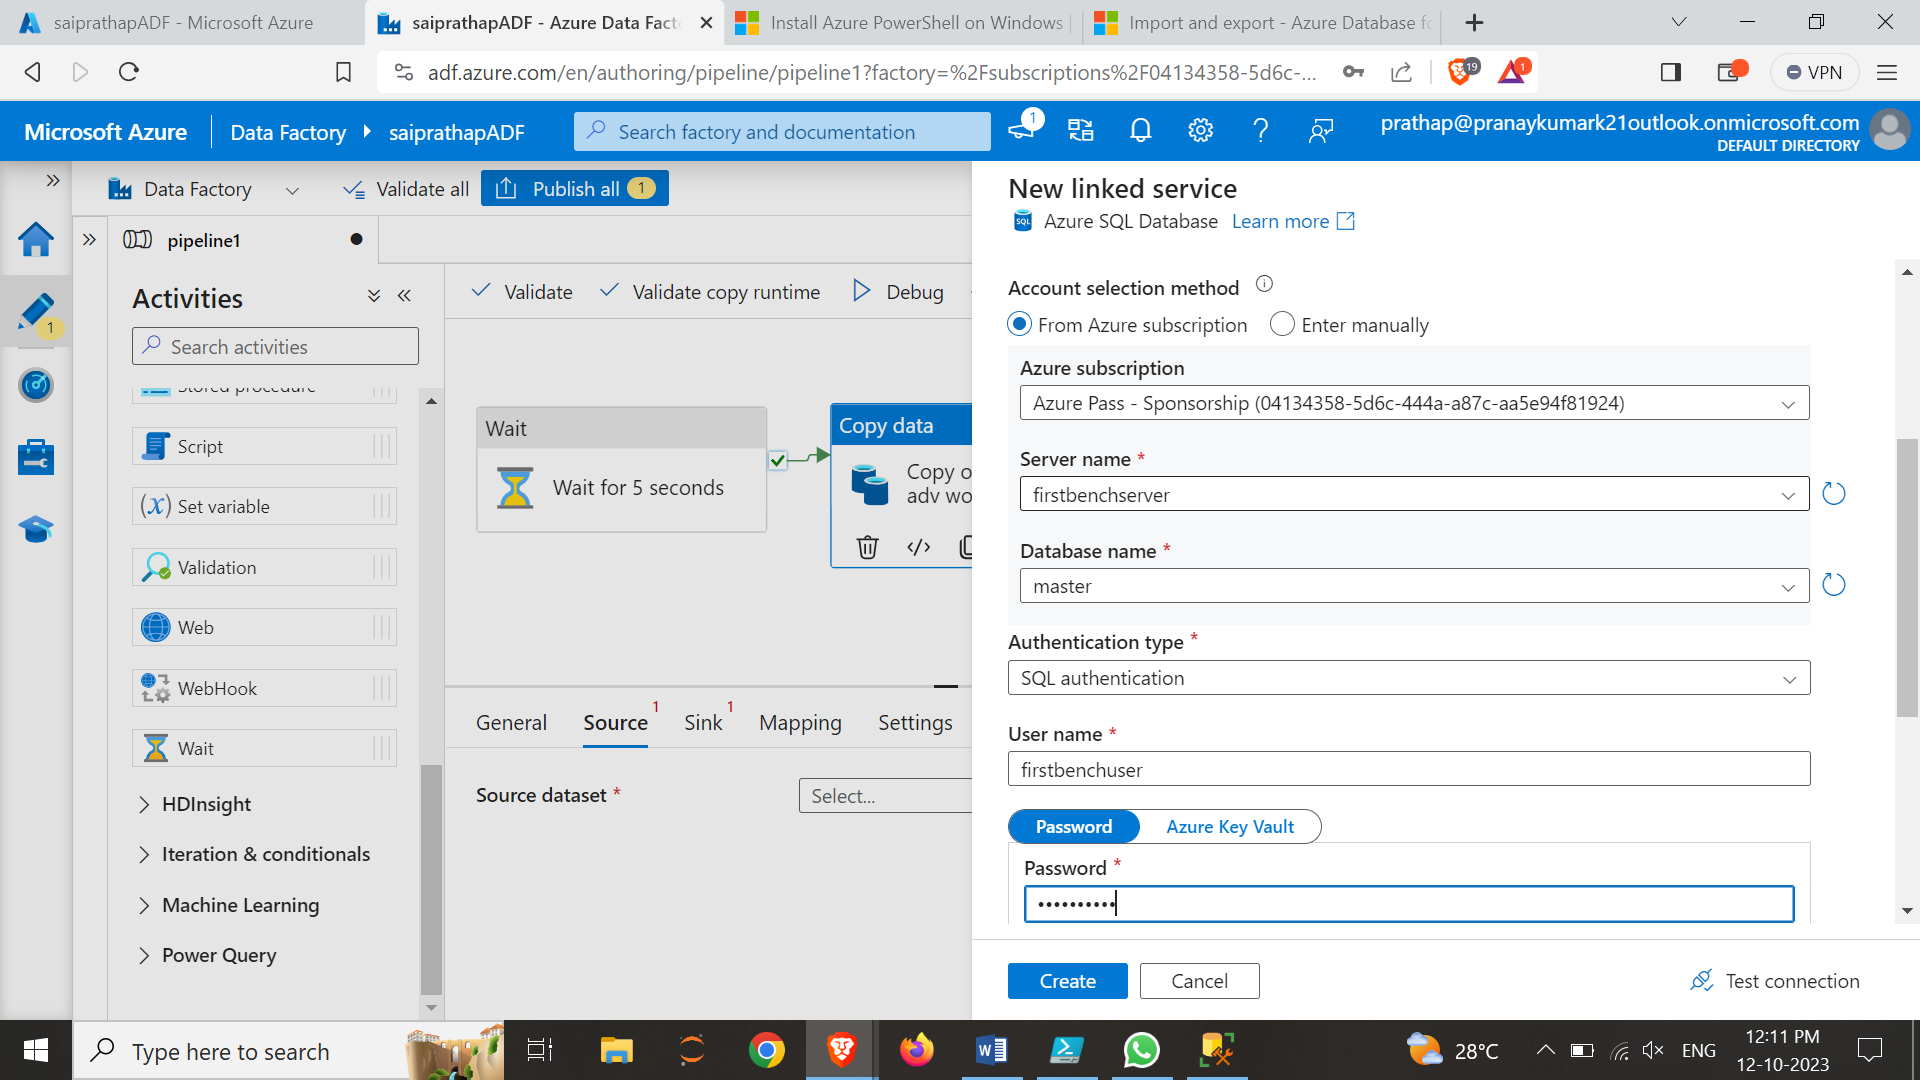 saiprathapADF - Microsoft Azure
saiprathapADF - Azure Data Fact
Install Azure PowerShell on Windows
Import and export - Azure Database fo
adf.azure.com/en/authoring/pipeline/pipeline1?factory=%2Fsubscriptions%2F04134358-5d6c-...
19
1
VPN
Microsoft Azure
Data Factory
saiprathapADF
Search factory and documentation
1
prathap@pranaykumark21outlook.onmicrosoft.com
DEFAULT DIRECTORY
Data Factory
Validate all
Publish all 1
pipeline1
1
Activities
Search activities
Stored procedure
Script
Set variable
Validation
Web
WebHook
Wait
HDInsight
Iteration & conditionals
Machine Learning
Power Query
Validate
Validate copy runtime
Debug
Wait
Wait for 5 seconds
Copy data
Copy o
adv wo
General
Source 1
Sink 1
Mapping
Settings
Source dataset *
Select...
New linked service
SQL
Azure SQL Database Learn more
Account selection method
From Azure subscription
Enter manually
Azure subscription
Azure Pass - Sponsorship (04134358-5d6c-444a-a87c-aa5e94f81924)
Server name *
firstbenchserver
Database name *
master
Authentication type *
SQL authentication
User name *
firstbenchuser
Password
Azure Key Vault
Password *
••••••••••
Create
Cancel
Test connection
Type here to search
28°C
ENG
12:11 PM
12-10-2023